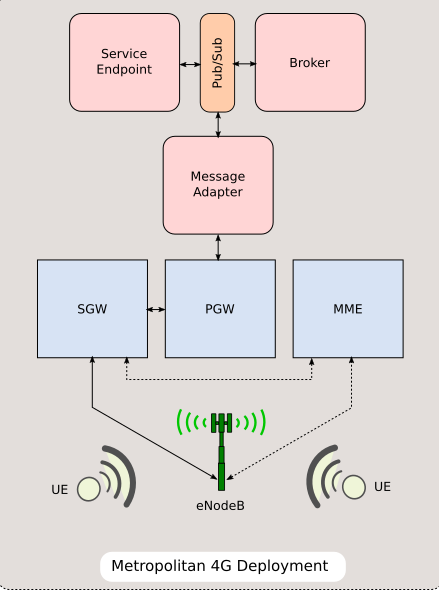 Service
Endpoint
Pub/Sub
Broker
Message
Adapter
SGW
PGW
MME
UE
UE
eNodeB
Metropolitan 4G Deployment